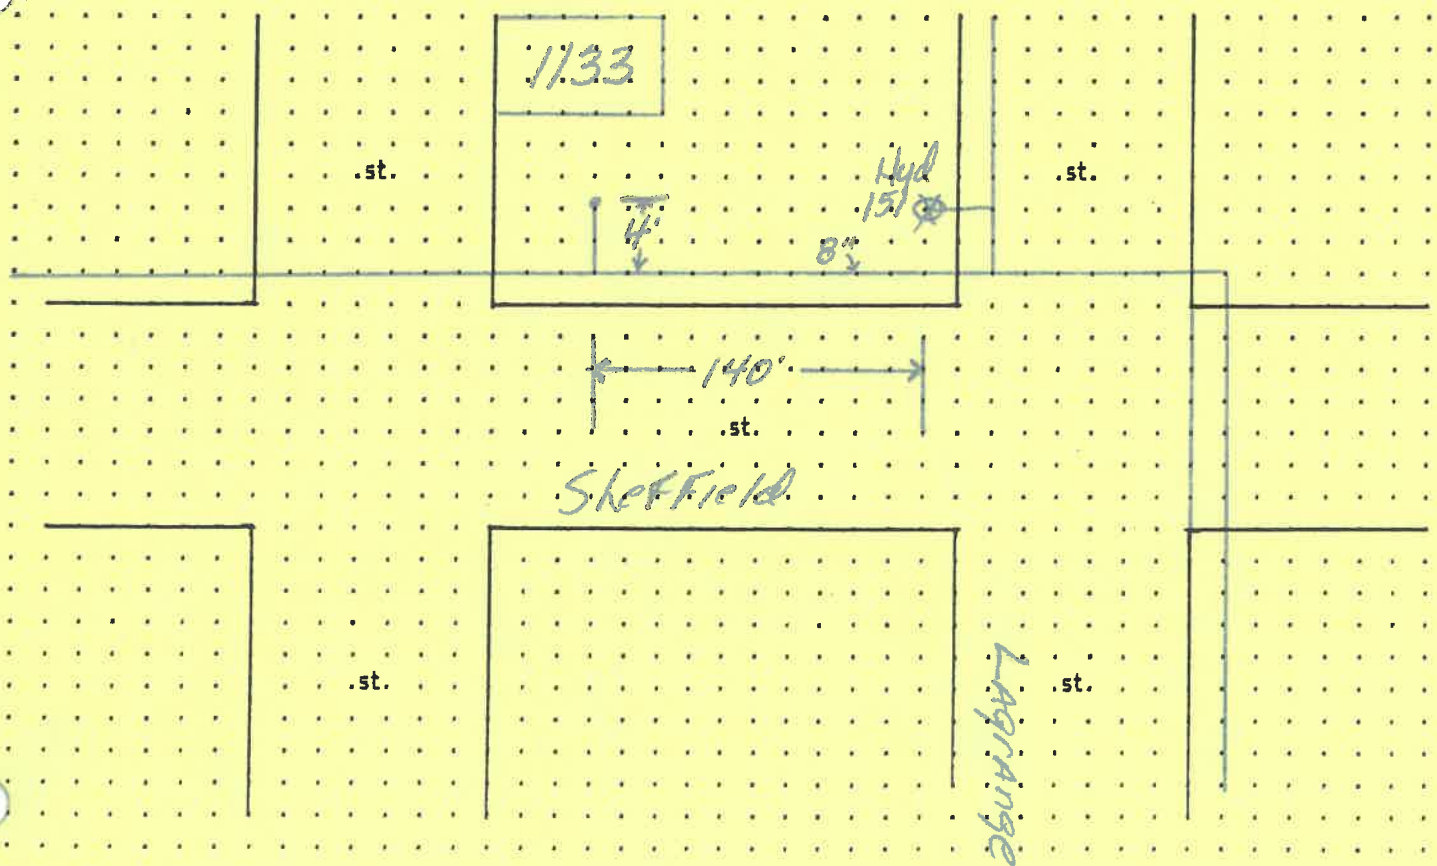 1133
.st.
Hyd
151
.st.
4'
8"
140'
.st.
Sheffield
.st.
.st.
Lagrange